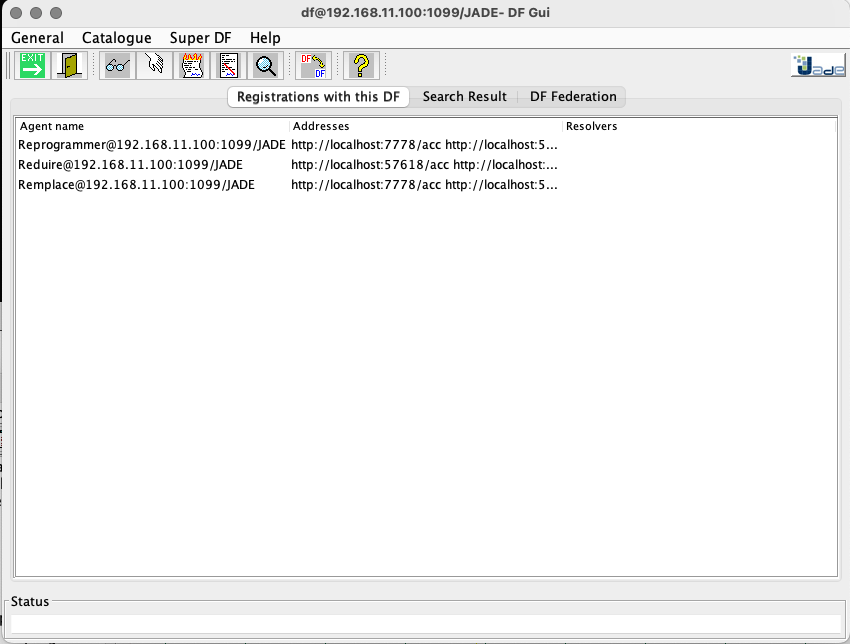 df@192.168.11.100:1099/JADE- DF Gui
General Catalogue Super DF Help
EXIT DF DF Jade
Registrations with this DF Search Result DF Federation
Agent name Addresses Resolvers
Reprogrammer@192.168.11.100:1099/JADE http://localhost:7778/acc http://localhost:5...
Reduire@192.168.11.100:1099/JADE http://localhost:57618/acc http://localhost:...
Remplace@192.168.11.100:1099/JADE http://localhost:7778/acc http://localhost:5...
Status